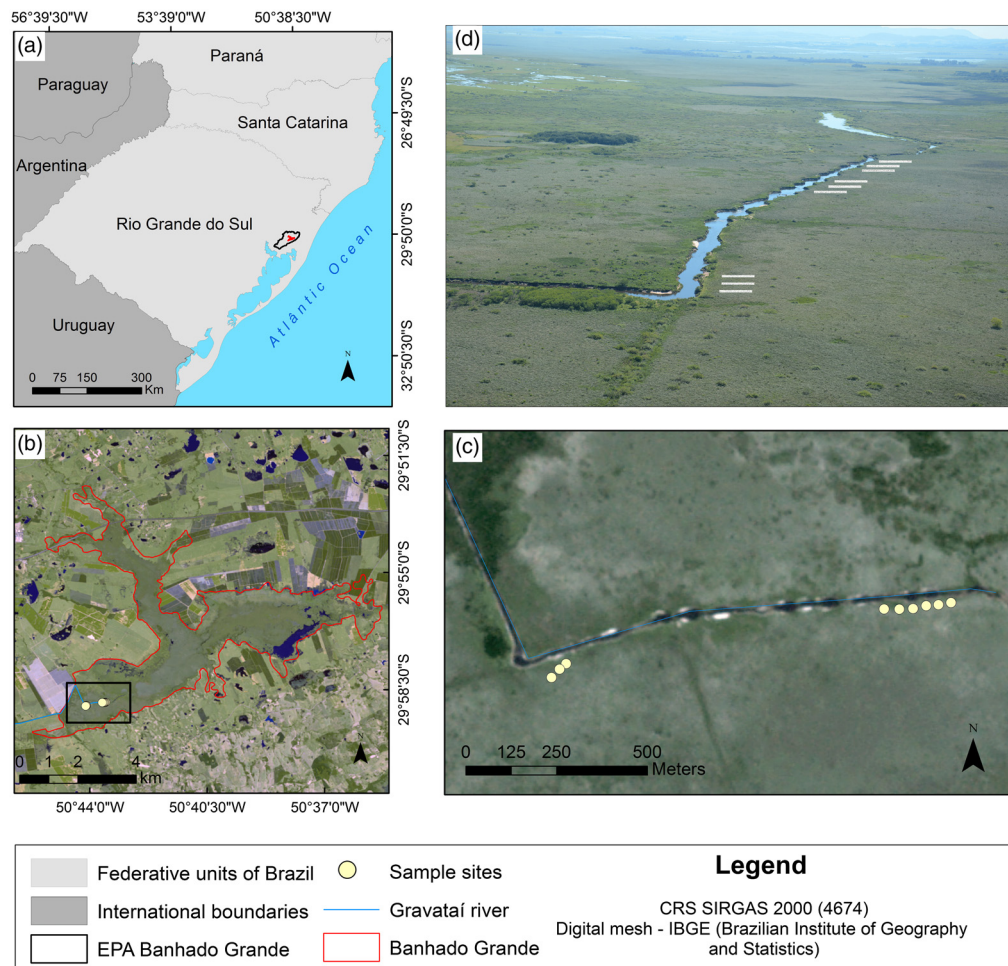 56°39'30"W 53°39'0"W 50°38'30"W
(a)
Paraná
Paraguay
Santa Catarina
Argentina
Rio Grande do Sul
Uruguay
Atlântic Ocean
N
0 75 150 300
Km
26°49'30"S
29°50'0"S
32°50'30"S
(d)
(b)
0 1 2 4
km
29°51'30"S
29°55'0"S
29°58'30"S
50°44'0"W 50°40'30"W 50°37'0"W
(c)
0 125 250 500
Meters
N
Legend
Federative units of Brazil
International boundaries
EPA Banhado Grande
Sample sites
Gravataí river
Banhado Grande
CRS SIRGAS 2000 (4674)
Digital mesh - IBGE (Brazilian Institute of Geography
and Statistics)